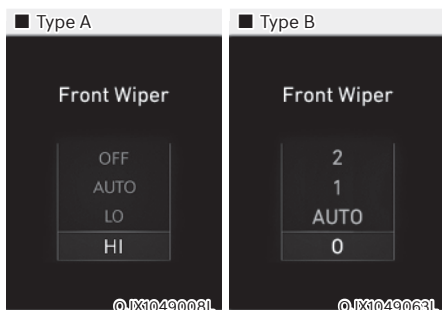 ■ Type A
Front Wiper
OFF
AUTO
LO
HI
OJX1049008L
■ Type B
Front Wiper
2
1
AUTO
0
OJX1049063L